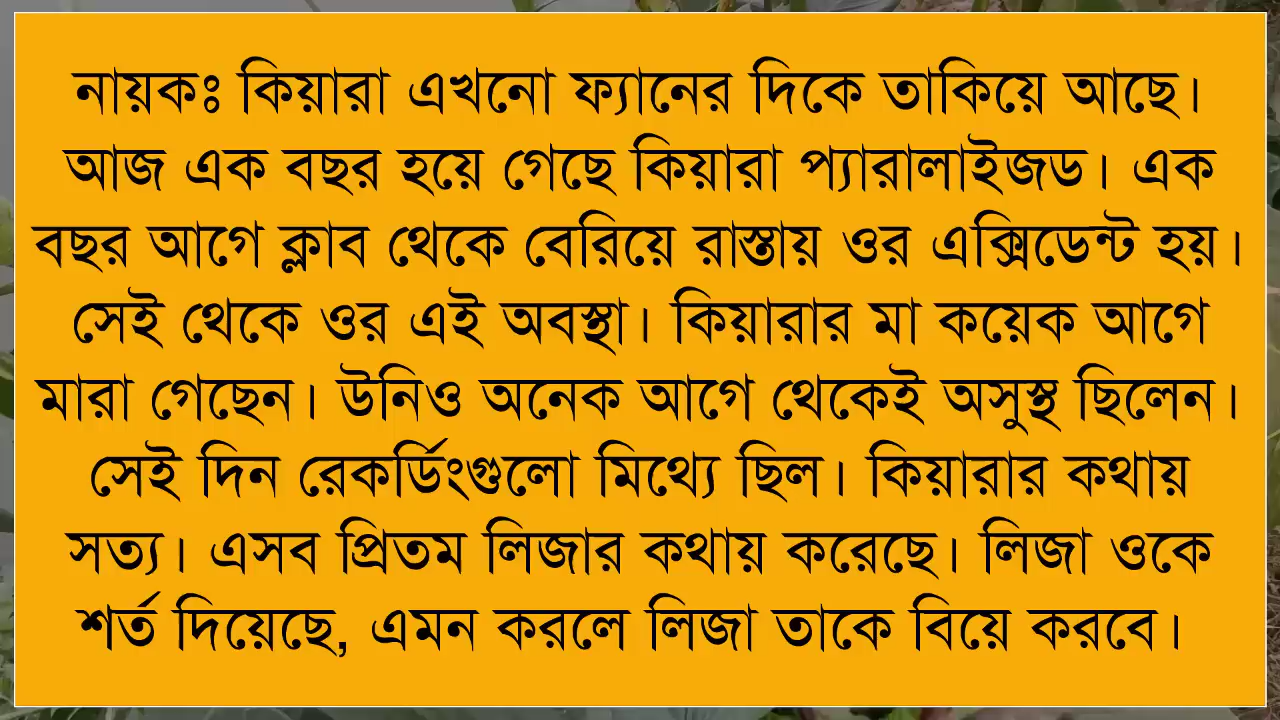 নায়কঃ কিয়ারা এখনো ফ্যানের দিকে তাকিয়ে আছে।
আজ এক বছর হয়ে গেছে কিয়ারা প্যারালাইজড। এক
বছর আগে ক্লাব থেকে বেরিয়ে রাস্তায় ওর এক্সিডেন্ট হয়।
সেই থেকে ওর এই অবস্থা। কিয়ারার মা কয়েক আগে
মারা গেছেন। উনিও অনেক আগে থেকেই অসুস্থ ছিলেন।
সেই দিন রেকর্ডিংগুলো মিথ্যে ছিল। কিয়ারার কথায়
সত্য। এসব প্রিতম লিজার কথায় করেছে। লিজা ওকে
শর্ত দিয়েছে, এমন করলে লিজা তাকে বিয়ে করবে।